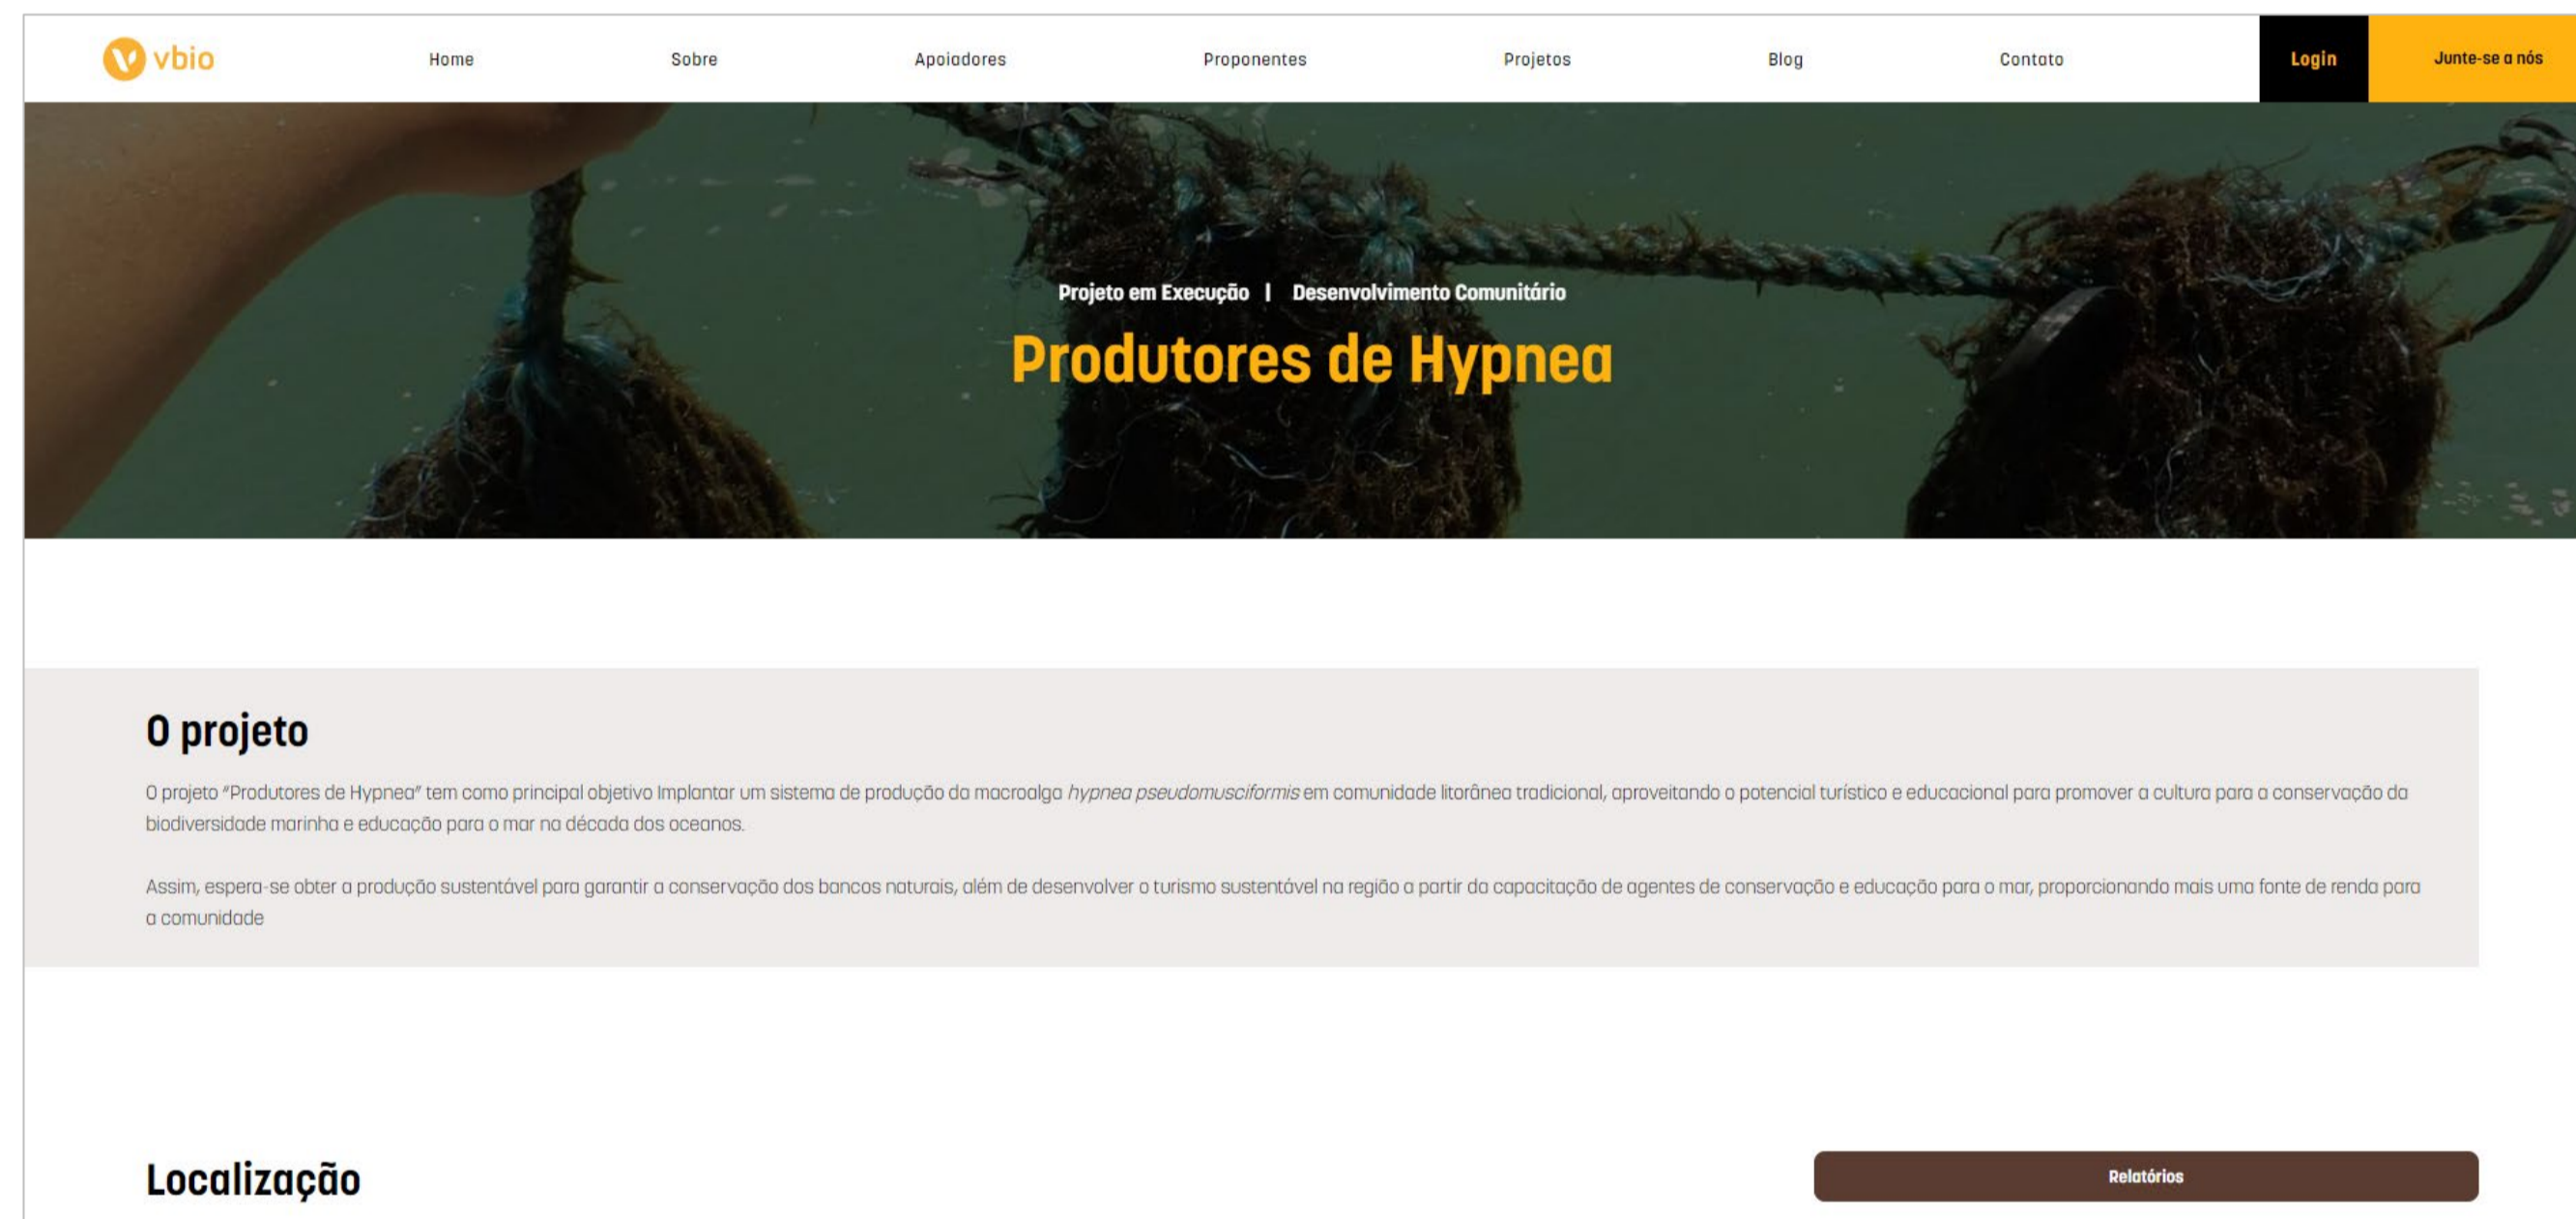 vbio
Home Sobre Apoiadores Proponentes Projetos Blog Contato Login Junte-se a nós
Projeto em Execução | Desenvolvimento Comunitário
Produtores de Hypnea
O projeto
O projeto "Produtores de Hypnea" tem como principal objetivo Implantar um sistema de produção da macroalga hypnea pseudomusciformis em comunidade litorânea tradicional, aproveitando o potencial turístico e educacional para promover a cultura para a conservação da
biodiversidade marinha e educação para o mar na década dos oceanos.
Assim, espera-se obter a produção sustentável para garantir a conservação dos bancos naturais, além de desenvolver o turismo sustentável na região a partir da capacitação de agentes de conservação e educação para o mar, proporcionando mais uma fonte de renda para
a comunidade
Localização
Relatórios